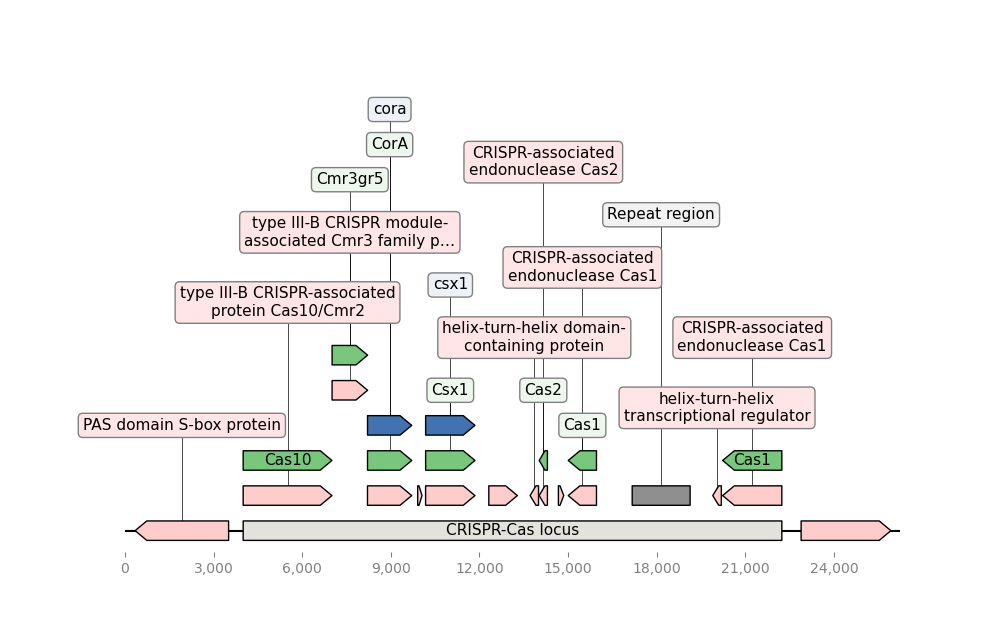 cora
CorA
CRISPR-associated
endonuclease Cas2
Cmr3gr5
Repeat region
type III-B CRISPR module-
associated Cmr3 family p...
CRISPR-associated
endonuclease Cas1
csx1
type III-B CRISPR-associated
protein Cas10/Cmr2
helix-turn-helix domain-
containing protein
CRISPR-associated
endonuclease Cas1
Csx1
Cas2
helix-turn-helix
transcriptional regulator
PAS domain S-box protein
Cas1
Cas10
Cas1
CRISPR-Cas locus
0
3,000
6,000
9,000
12,000
15,000
18,000
21,000
24,000